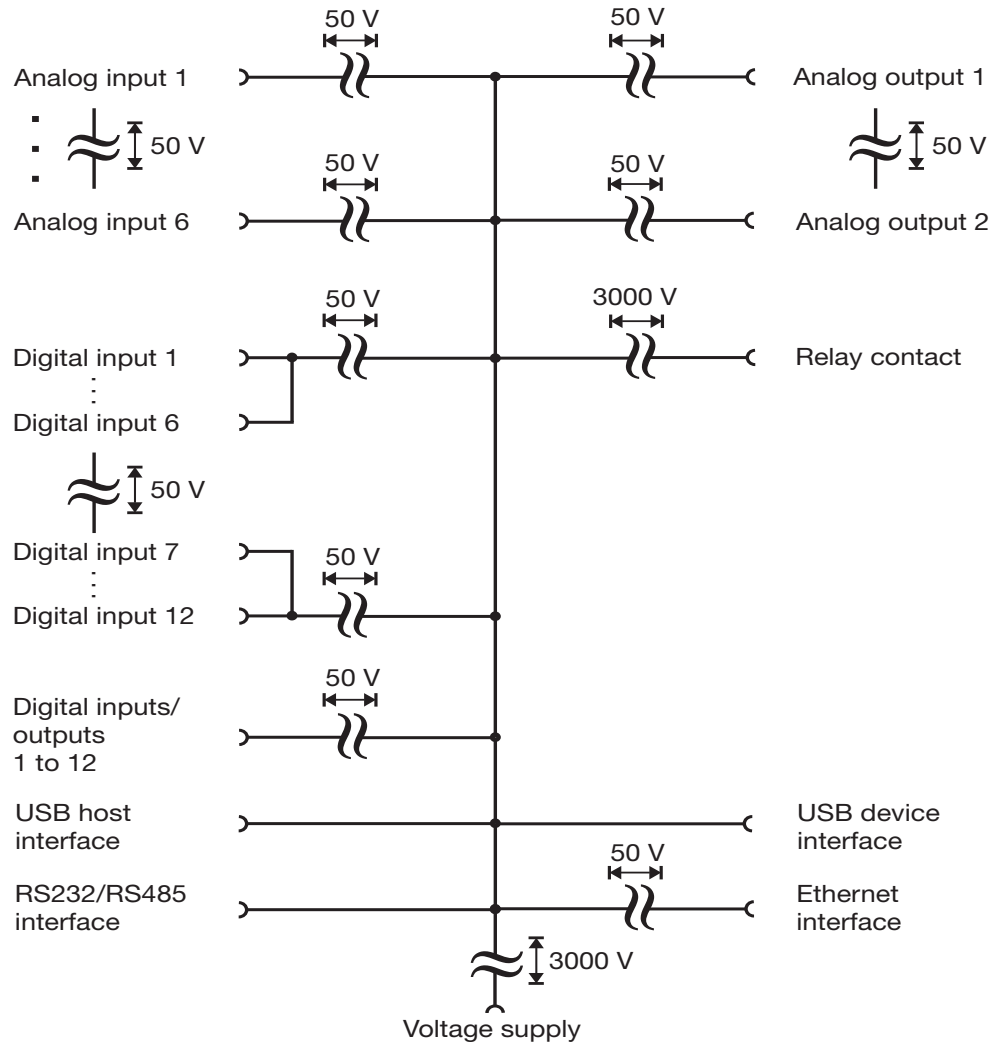 50 V
50 V
Analog input 1
Analog output 1
50 V
50 V
50 V
50 V
Analog input 6
Analog output 2
50 V
3000 V
Digital input 1
Relay contact
Digital input 6
50 V
Digital input 7
50 V
Digital input 12
50 V
Digital inputs/
outputs
1 to 12
USB host
interface
USB device
interface
50 V
RS232/RS485
interface
Ethernet
interface
3000 V
Voltage supply